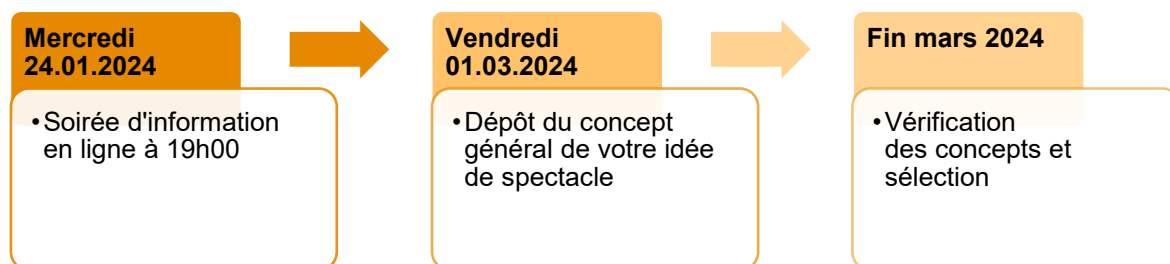 Mercredi
24.01.2024
•Soirée d'information
en ligne à 19h00
Vendredi
01.03.2024
•Dépôt du concept
général de votre idée
de spectacle
Fin mars 2024
•Vérification
des concepts et
sélection